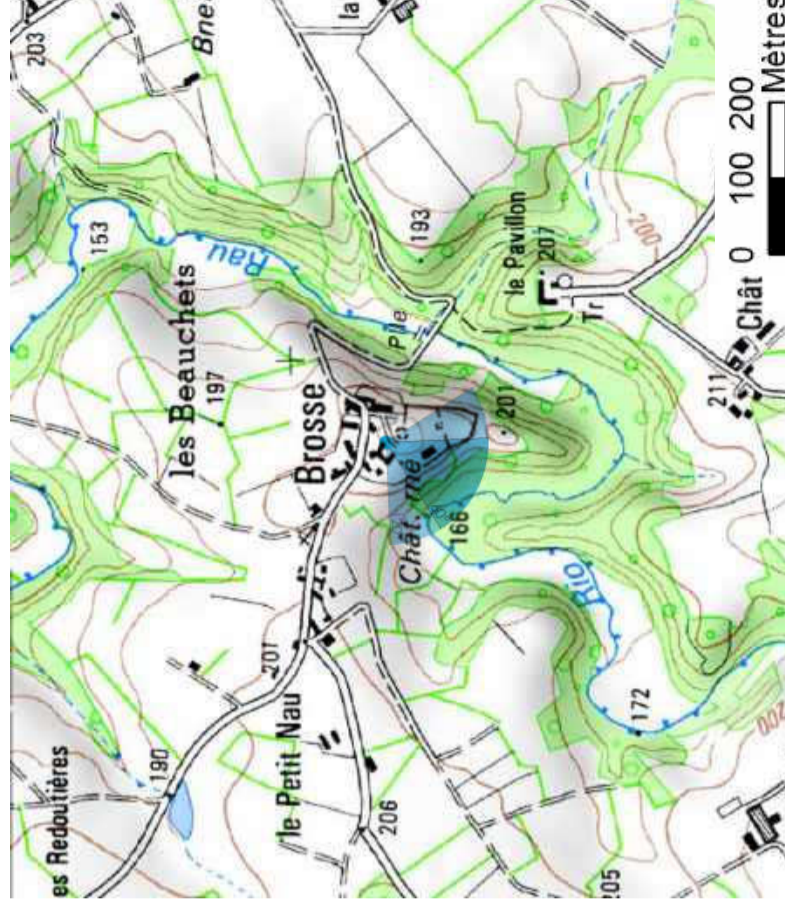 203
Bne
la
153
Rau
les Beauchets
197
193
le Pavillon
207
200
Tr
Pile
Brosse
201
Chât. mé
166
Rio
172
200
211
Chât
201
le Petit Nau
190
es Redoutières
206
205
0 100 200
Mètres